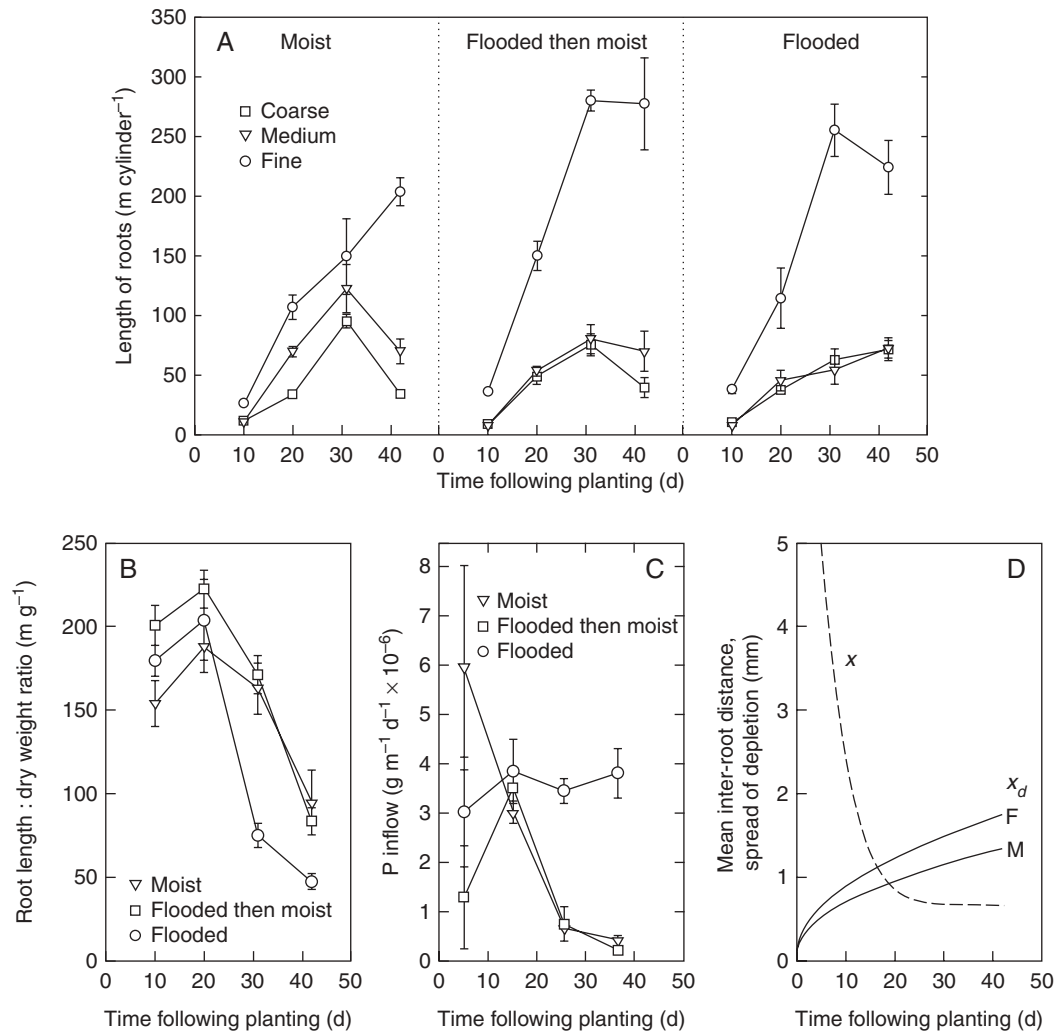 A
Moist
Flooded then moist
Flooded
Coarse
Medium
Fine
Length of roots (m cylinder⁻¹)
350
300
250
200
150
100
50
0
10 20 30 40 0 10 20 30 40 0 10 20 30 40 50
Time following planting (d)
Time following planting (d)
Time following planting (d)
B
Root length : dry weight ratio (m g⁻¹)
250
200
150
100
50
0
Moist
Flooded then moist
Flooded
0 10 20 30 40 50
Time following planting (d)
C
P inflow (g m⁻¹ d⁻¹ × 10⁻⁶)
8
7
6
5
4
3
2
1
0
Moist
Flooded then moist
Flooded
0 10 20 30 40 50
Time following planting (d)
D
Mean inter-root distance,
spread of depletion (mm)
5
4
3
2
1
0
x
x_d
F
M
0 10 20 30 40 50
Time following planting (d)